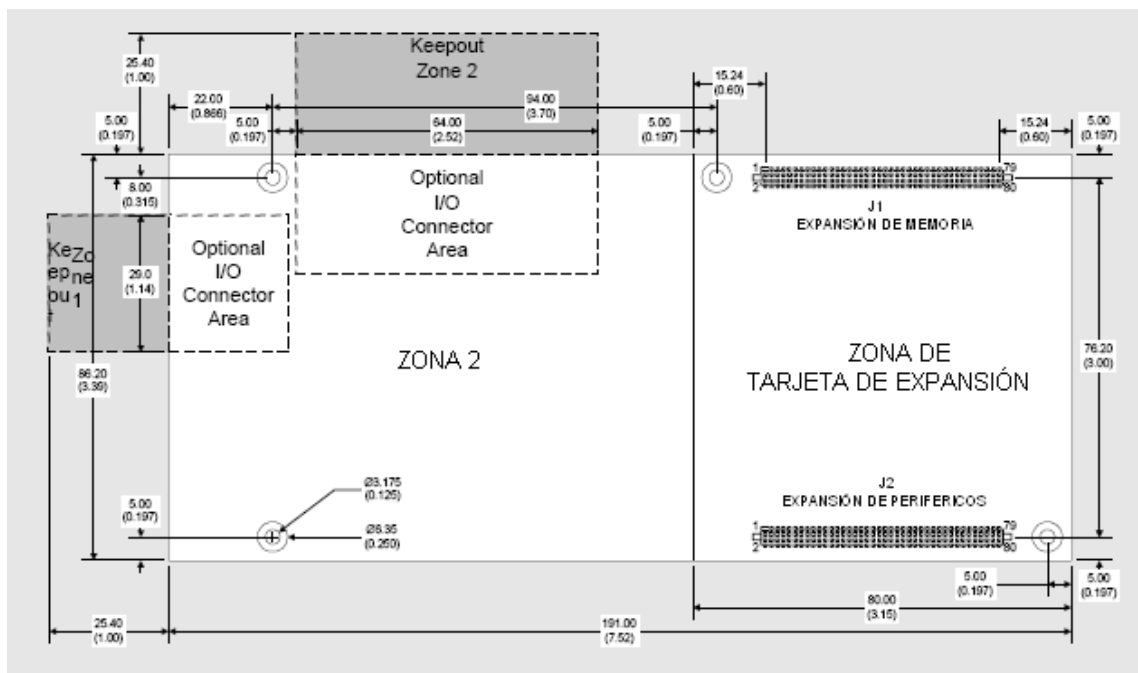 Keepout
Zone 2
25.40
(1.00)
15.24
(0.60)
22.00
(0.866)
94.00
(3.70)
5.00
(0.197)
5.00
(0.197)
64.00
(2.52)
5.00
(0.197)
15.24
(0.60)
5.00
(0.197)
8.00
(0.315)
Optional
I/O
Connector
Area
1
2
79
80
J1
EXPANSIÓN DE MEMORIA
Keepout
Zone 1
29.0
(1.14)
Optional
I/O
Connector
Area
86.20
(3.39)
ZONA 2
ZONA DE
TARJETA DE EXPANSIÓN
76.20
(3.00)
Ø3.175
(0.125)
Ø6.35
(0.250)
5.00
(0.197)
J2
EXPANSIÓN DE PERIFERICOS
1
2
79
80
5.00
(0.197)
5.00
(0.197)
80.00
(3.15)
25.40
(1.00)
191.00
(7.52)